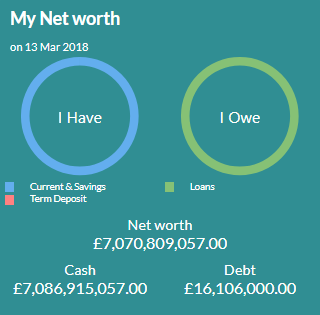 My Net worth
on 13 Mar 2018
I Have
I Owe
Current & Savings
Term Deposit
Loans
Net worth
£7,070,809,057.00
Cash
Debt
£7,086,915,057.00
£16,106,000.00